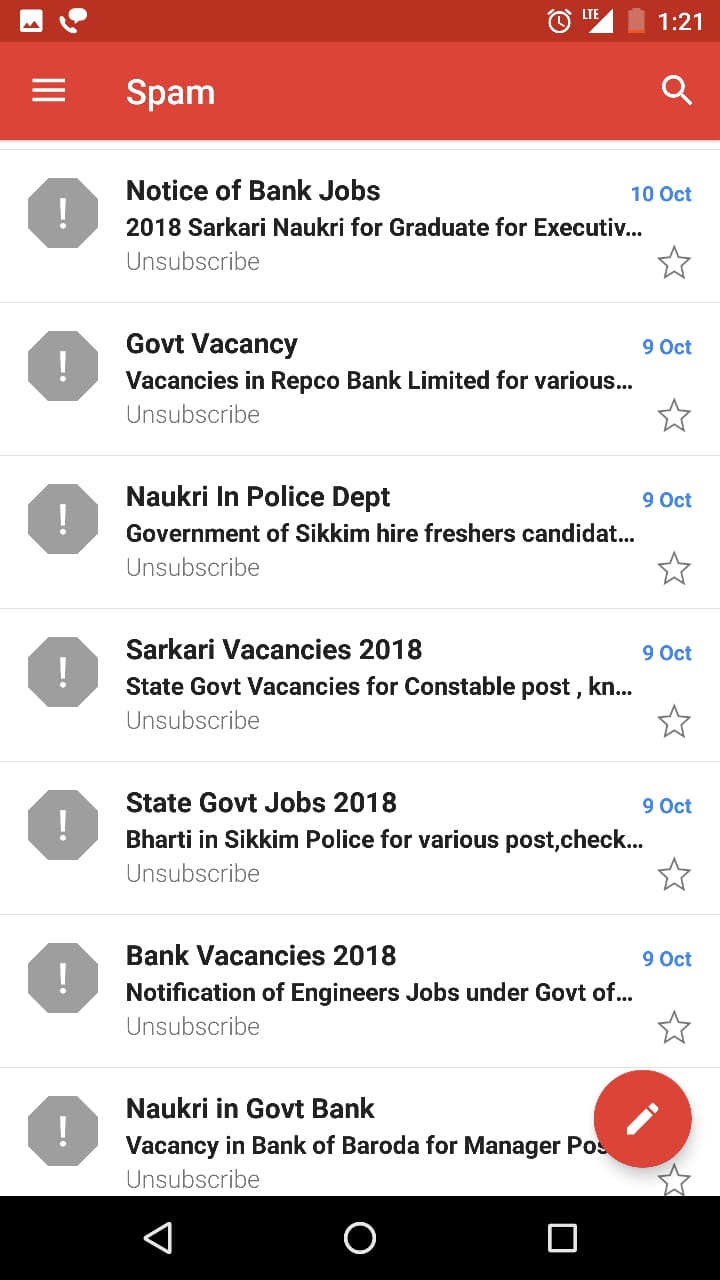 LTE 1:21
Spam
Notice of Bank Jobs 10 Oct
2018 Sarkari Naukri for Graduate for Executiv...
Unsubscribe
Govt Vacancy 9 Oct
Vacancies in Repco Bank Limited for various...
Unsubscribe
Naukri In Police Dept 9 Oct
Government of Sikkim hire freshers candidat...
Unsubscribe
Sarkari Vacancies 2018 9 Oct
State Govt Vacancies for Constable post , kn...
Unsubscribe
State Govt Jobs 2018 9 Oct
Bharti in Sikkim Police for various post,check...
Unsubscribe
Bank Vacancies 2018 9 Oct
Notification of Engineers Jobs under Govt of...
Unsubscribe
Naukri in Govt Bank
Vacancy in Bank of Baroda for Manager Pos
Unsubscribe